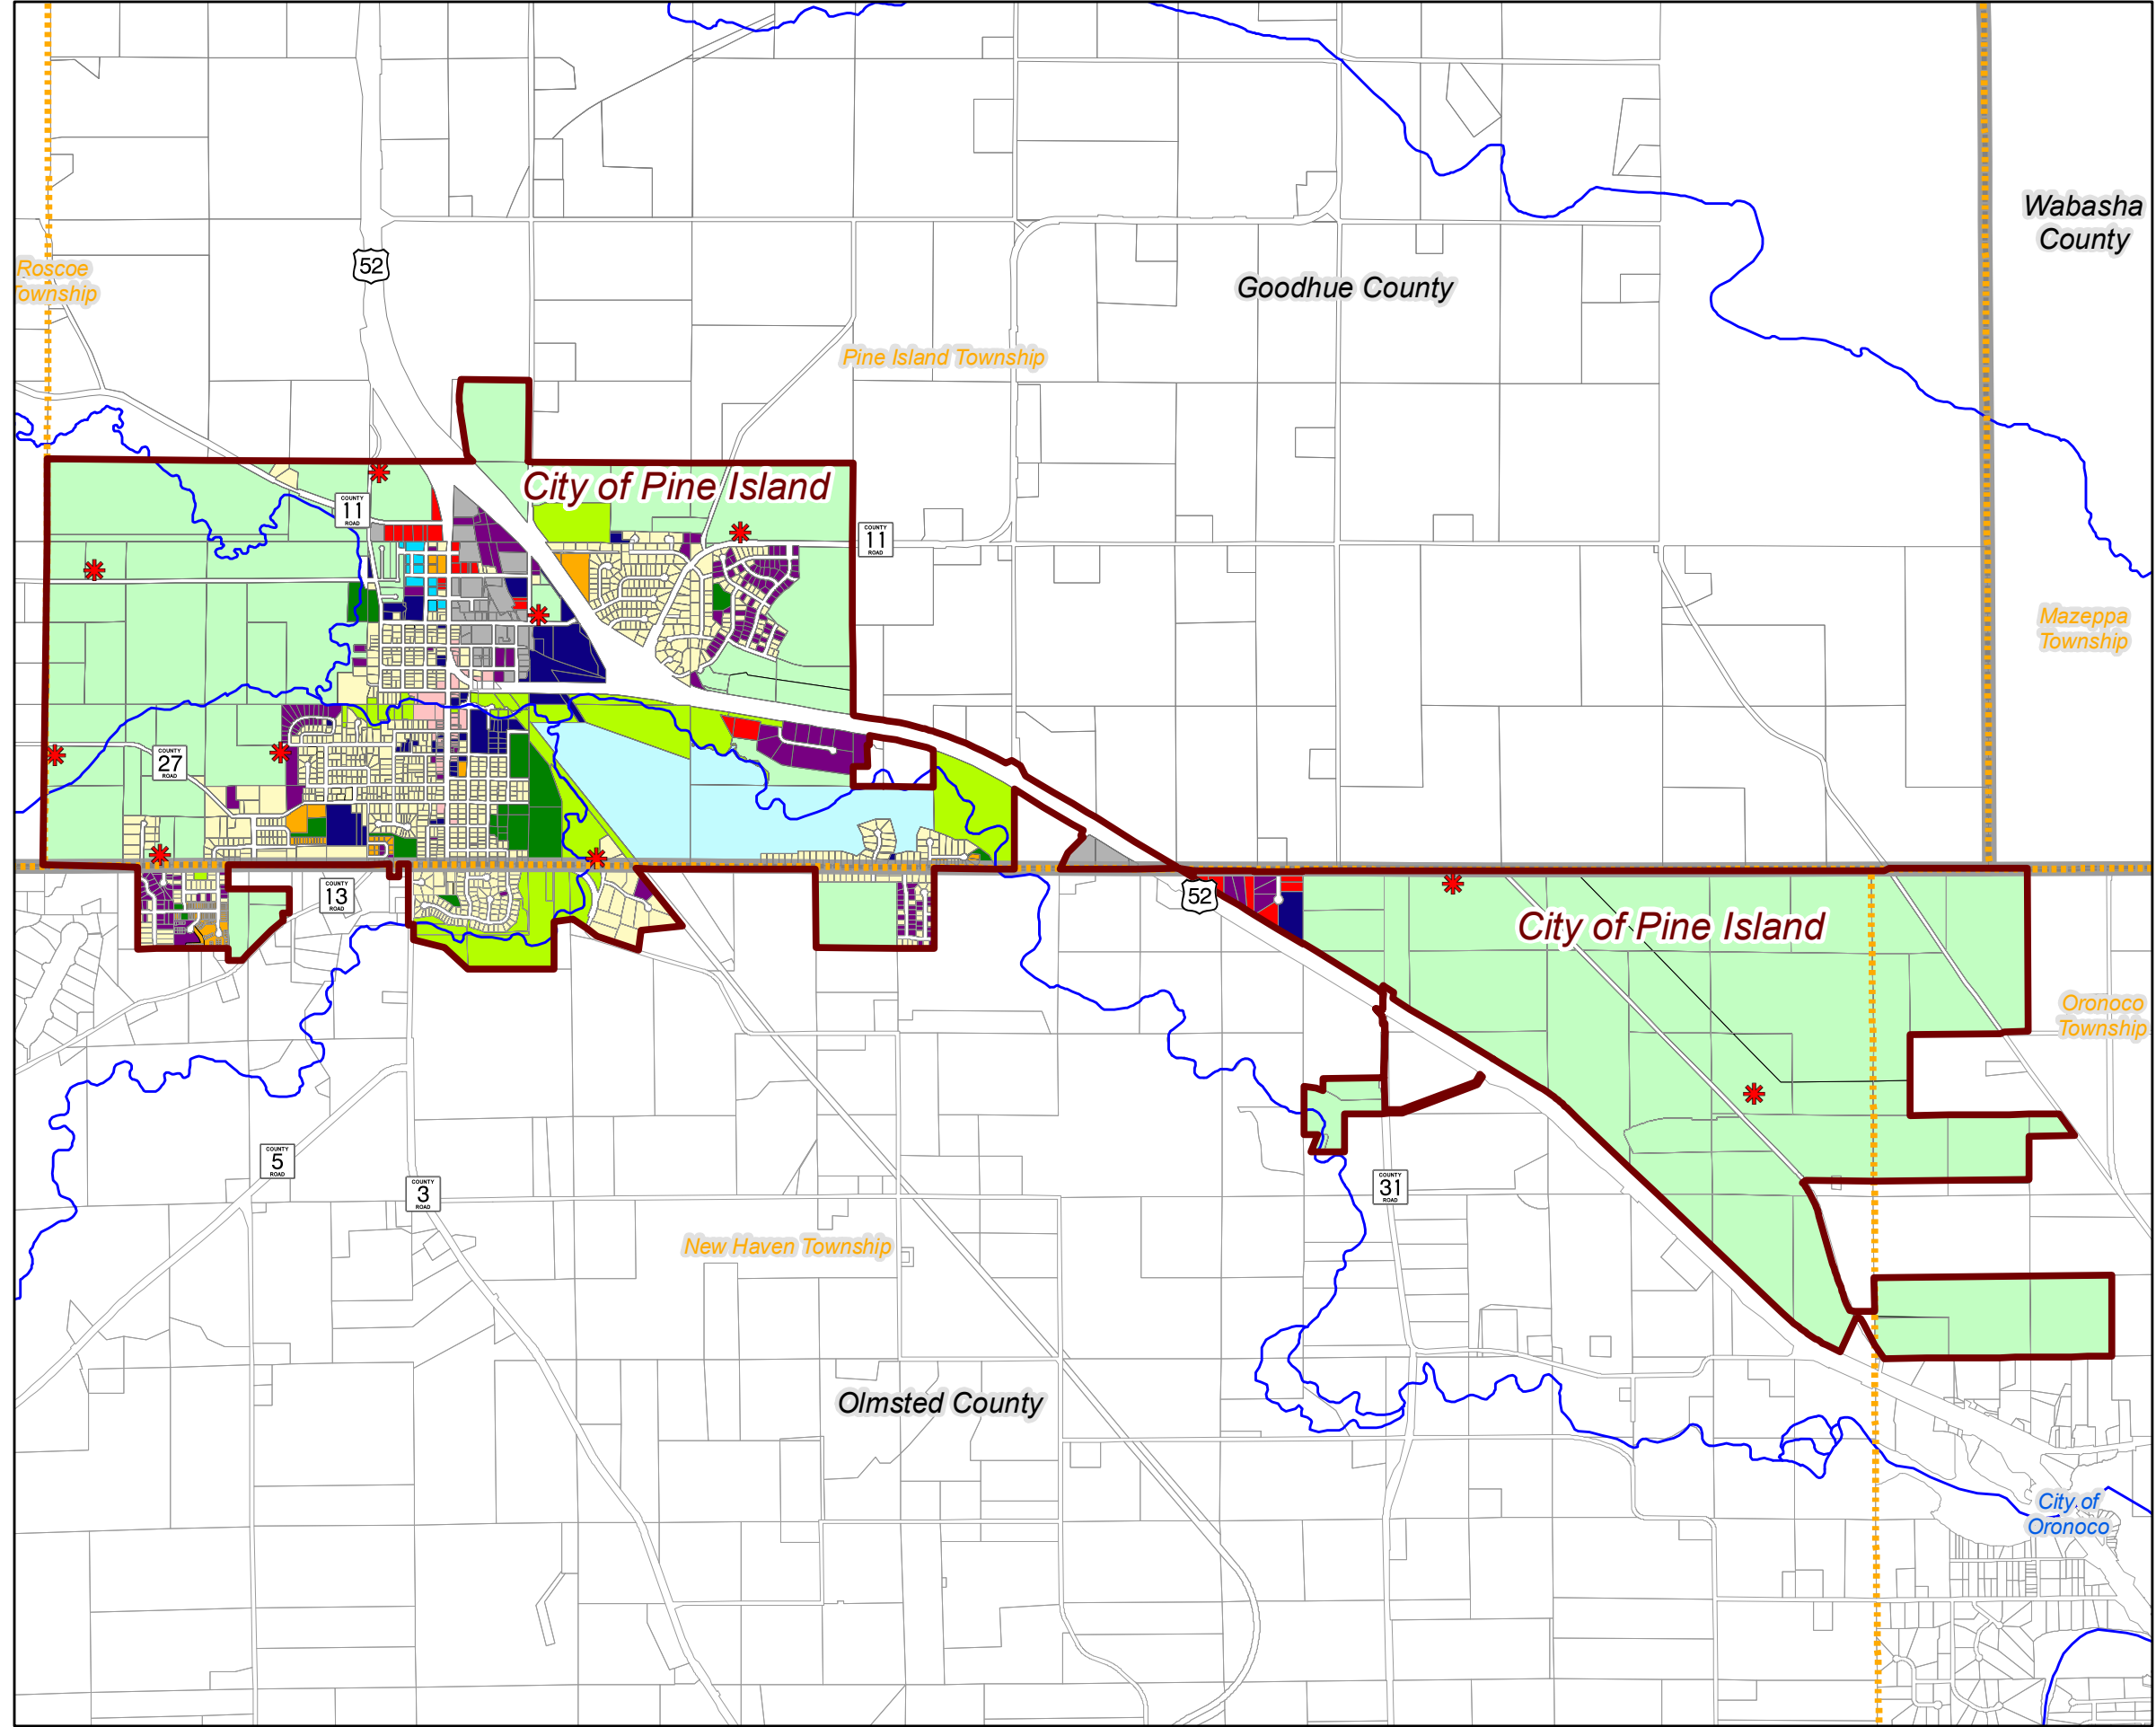 Wabasha
County
52
Roscoe
Township
Goodhue County
Pine Island Township
City of Pine Island
COUNTY
11
ROAD
COUNTY
11
ROAD
Mazeppa
Township
COUNTY
27
ROAD
COUNTY
13
ROAD
52
City of Pine Island
Oronoco
Township
COUNTY
5
ROAD
COUNTY
3
ROAD
COUNTY
31
ROAD
New Haven Township
Olmsted County
City of
Oronoco